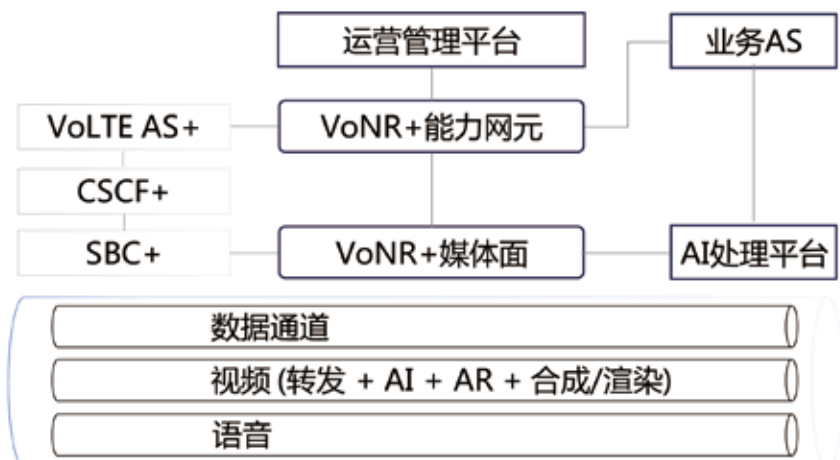 运营管理平台
业务AS
VoLTE AS+
VoNR+能力网元
CSCF+
SBC+
VoNR+媒体面
AI处理平台
数据通道
视频 (转发 + AI + AR + 合成/渲染)
语音